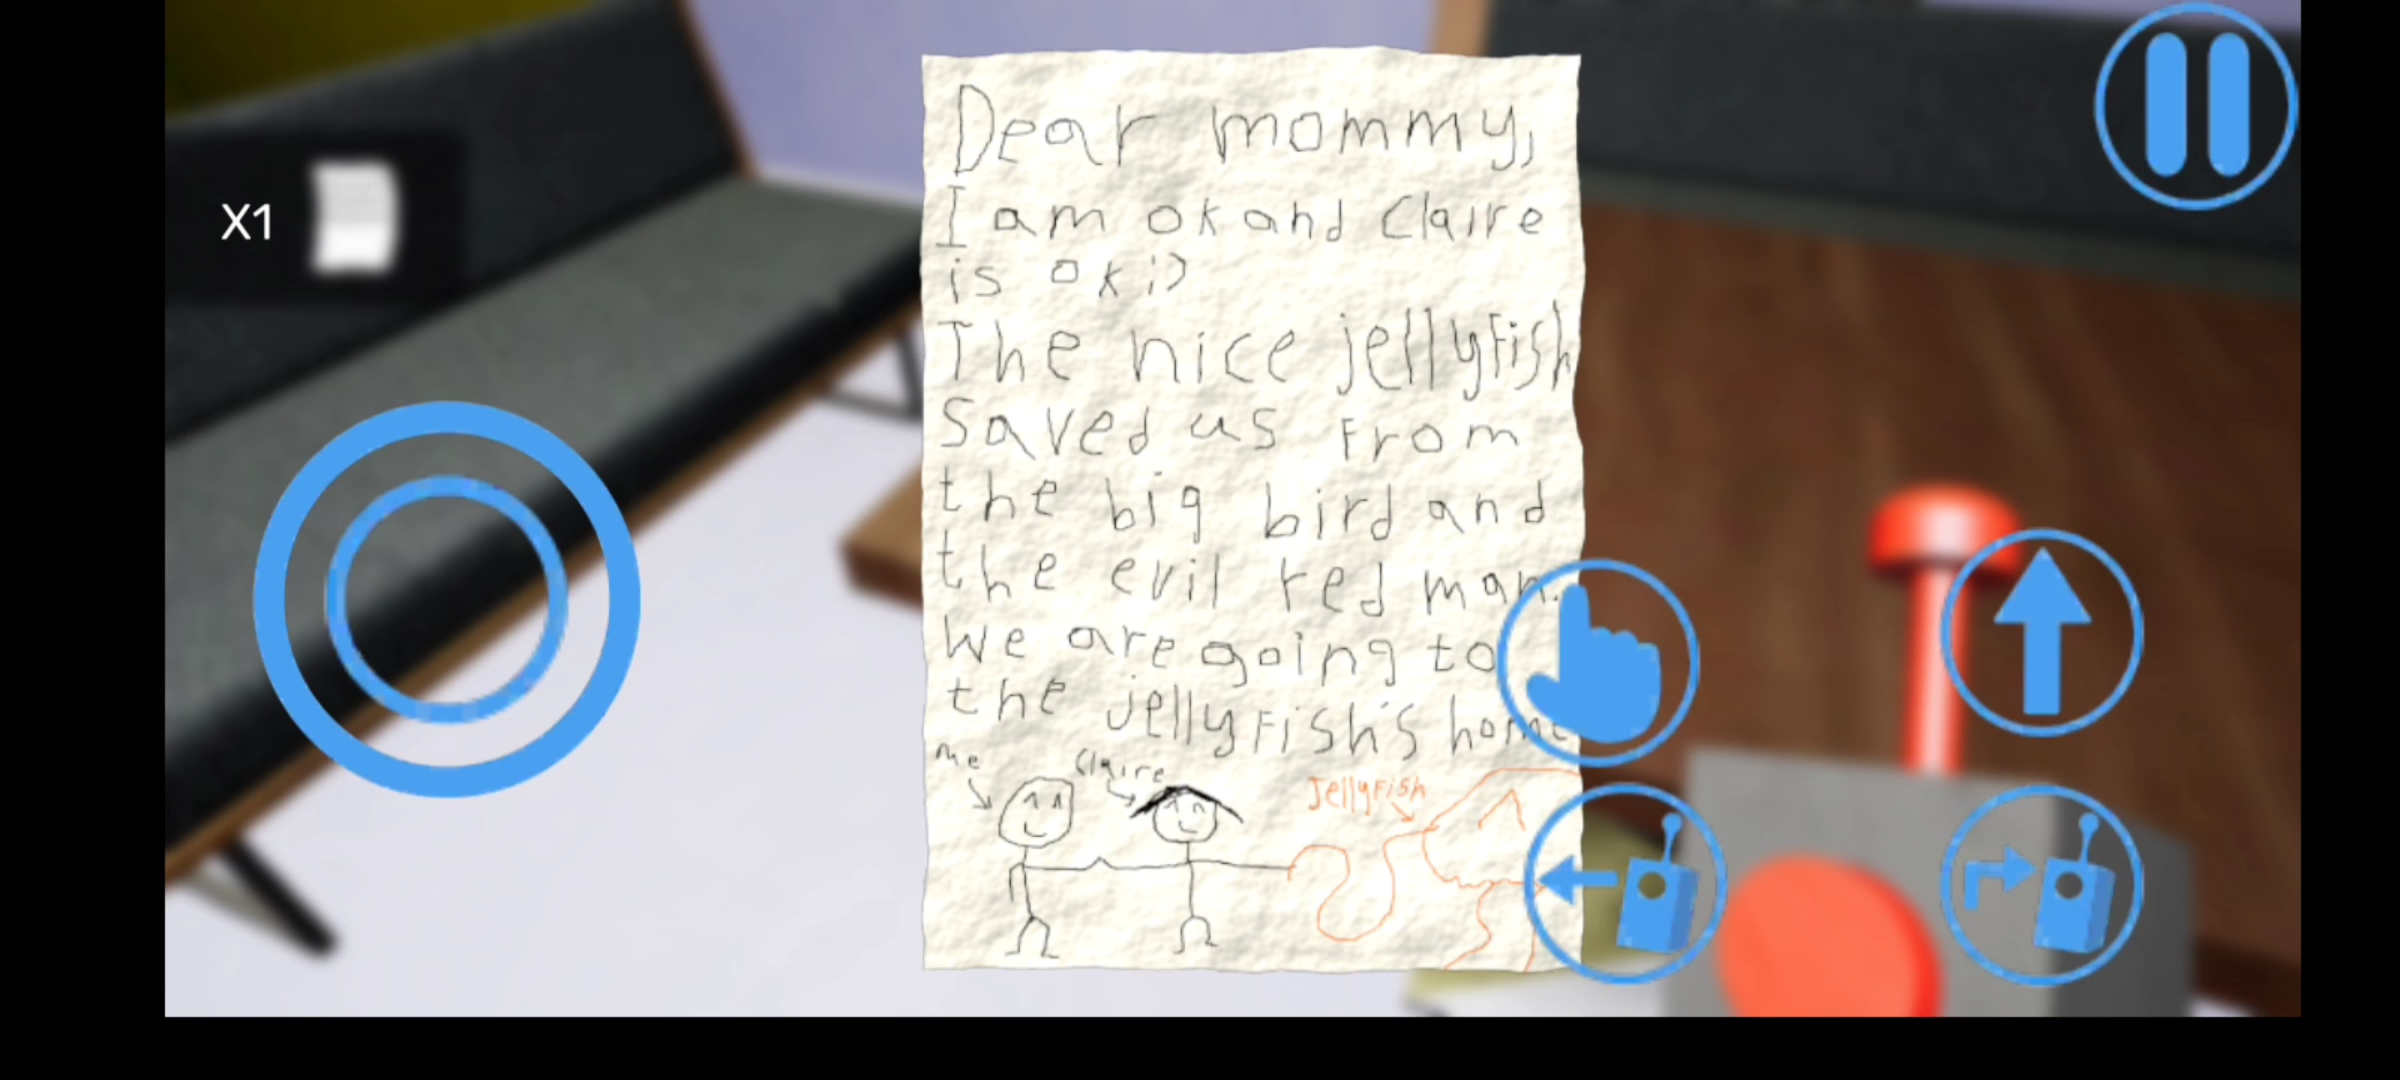 X1
Dear mommy,
I am ok and Claire
is ok :)
The nice jellyfish
saved us from
the big bird and
the evil red man.
We are going to
the jellyfish's home
me
Claire
Jellyfish